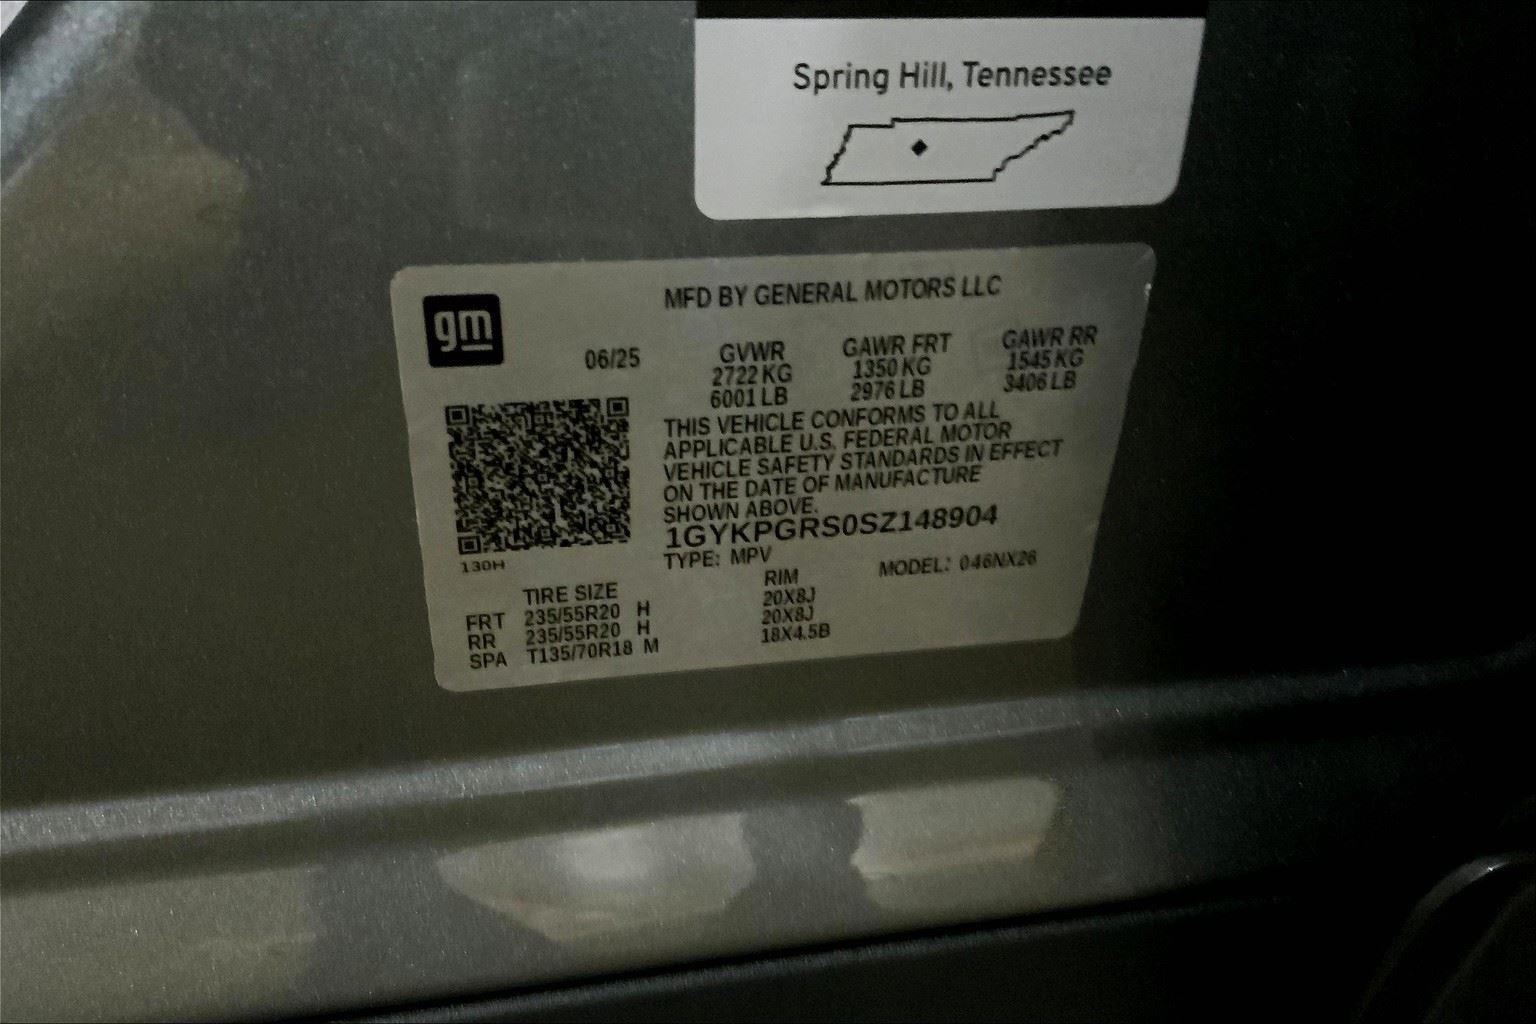 Spring Hill, Tennessee
gm
MFD BY GENERAL MOTORS LLC
06/25
GVWR GAWR FRT GAWR RR
2722 KG 1350 KG 1545 KG
6001 LB 2976 LB 3406 LB
THIS VEHICLE CONFORMS TO ALL
APPLICABLE U.S. FEDERAL MOTOR
VEHICLE SAFETY STANDARDS IN EFFECT
ON THE DATE OF MANUFACTURE
SHOWN ABOVE.
1GYKPGRS0SZ148904
TYPE: MPV MODEL: 046NX26
130H
TIRE SIZE RIM
FRT 235/55R20 H 20X8J
RR 235/55R20 H 20X8J
SPA T135/70R18 M 18X4.5B